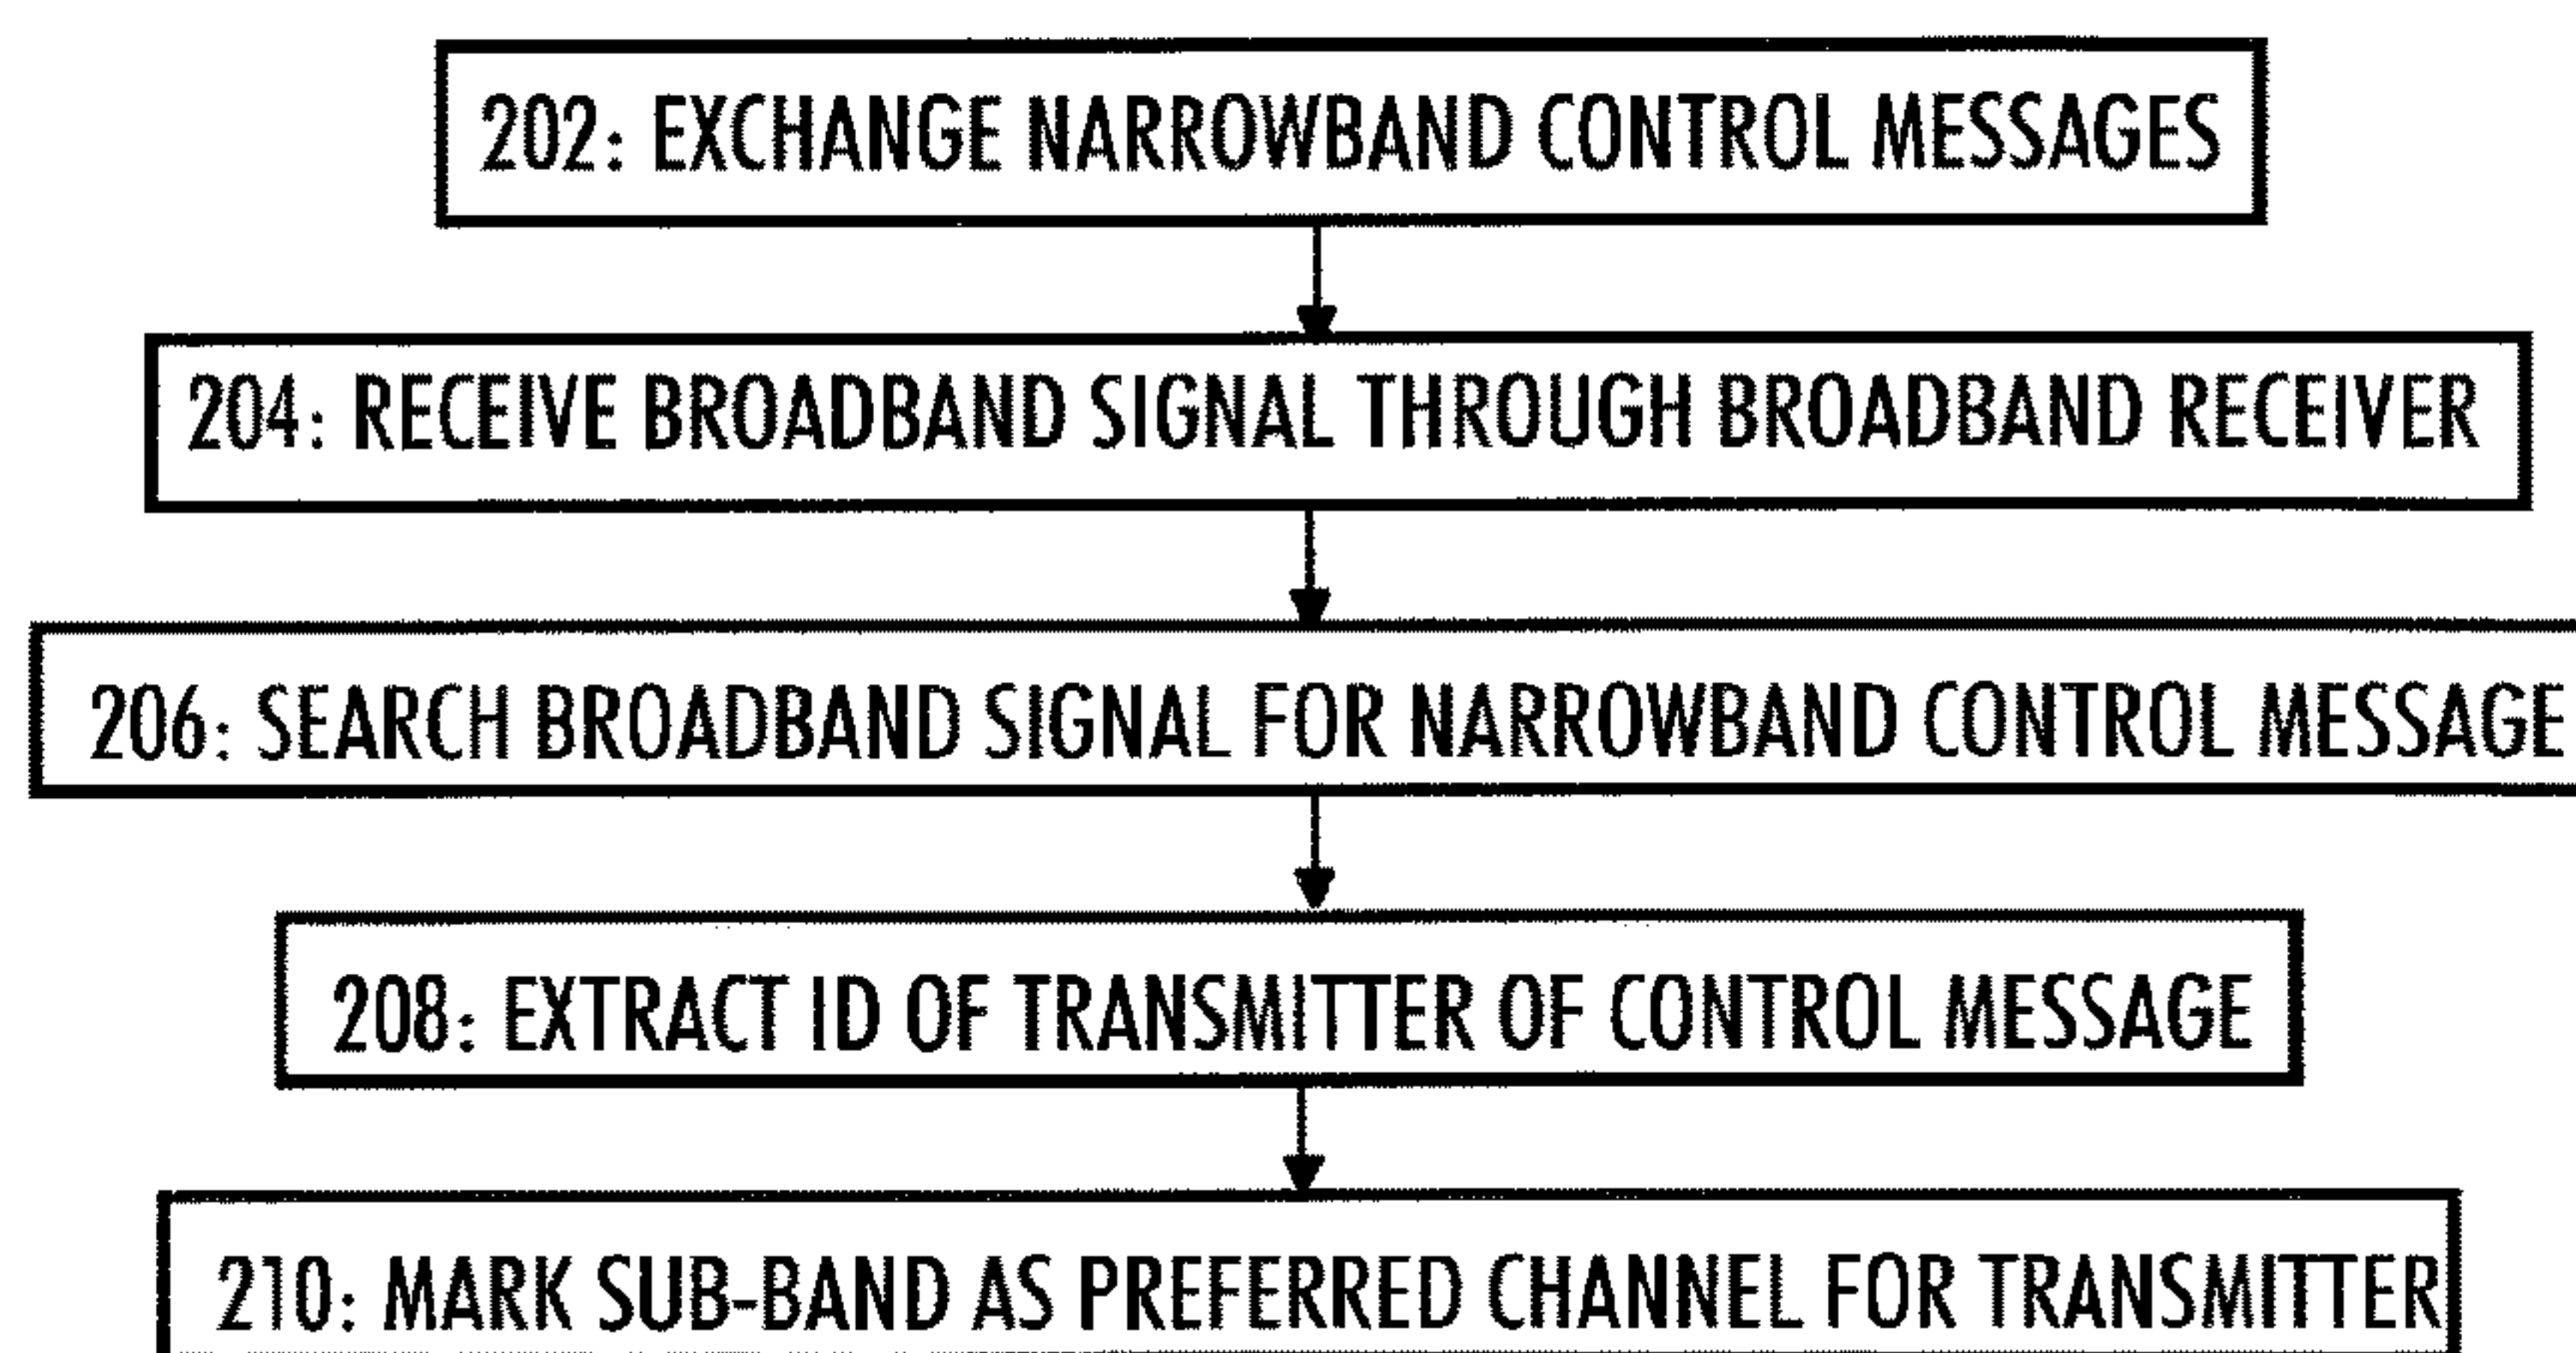 202: EXCHANGE NARROWBAND CONTROL MESSAGES
204: RECEIVE BROADBAND SIGNAL THROUGH BROADBAND RECEIVER
206: SEARCH BROADBAND SIGNAL FOR NARROWBAND CONTROL MESSAGE
208: EXTRACT ID OF TRANSMITTER OF CONTROL MESSAGE
210: MARK SUB-BAND AS PREFERRED CHANNEL FOR TRANSMITTER